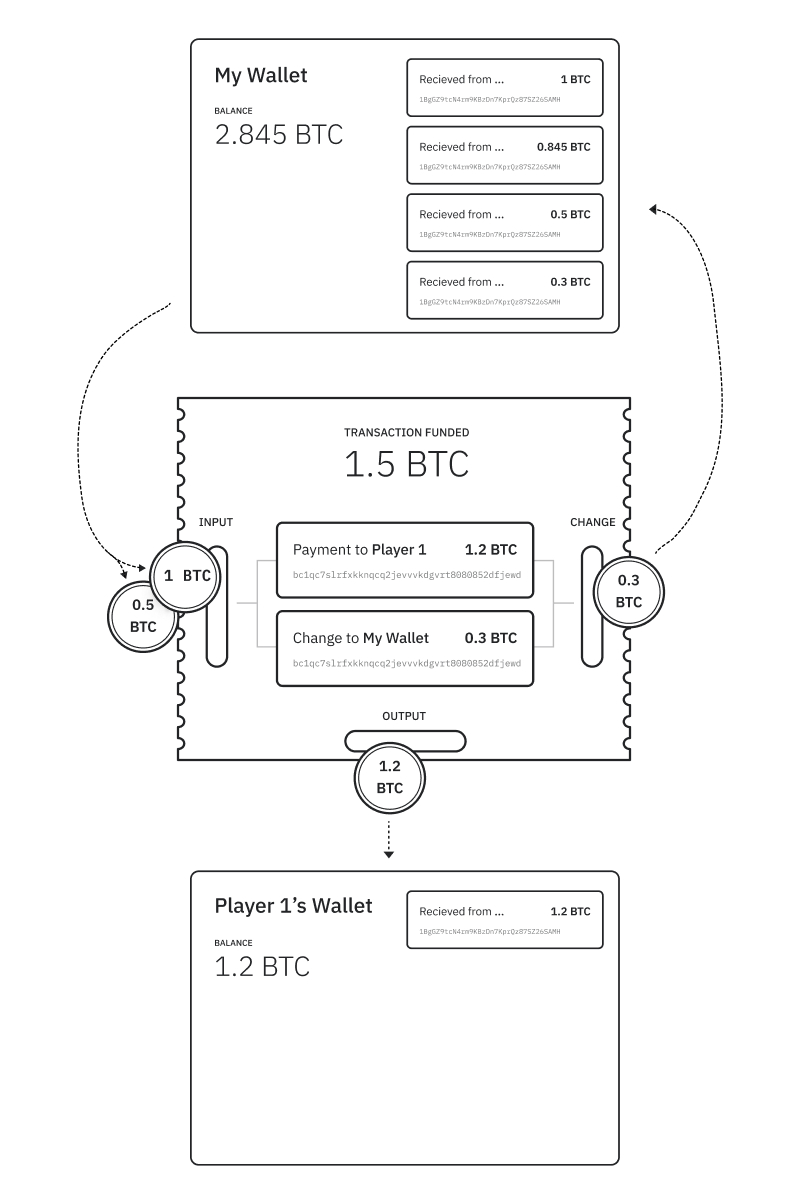 My Wallet
BALANCE
2.845 BTC
Recieved from ... 1 BTC
1BgGZ9tcN4rm9KBzDn7KprQz87SZ26SAMH
Recieved from ... 0.845 BTC
1BgGZ9tcN4rm9KBzDn7KprQz87SZ26SAMH
Recieved from ... 0.5 BTC
1BgGZ9tcN4rm9KBzDn7KprQz87SZ26SAMH
Recieved from ... 0.3 BTC
1BgGZ9tcN4rm9KBzDn7KprQz87SZ26SAMH
TRANSACTION FUNDED
1.5 BTC
INPUT
1 BTC
0.5
BTC
Payment to Player 1 1.2 BTC
bc1qc7slrfxkknqcq2jevvvkdgvrt8080852dfjewd
Change to My Wallet 0.3 BTC
bc1qc7slrfxkknqcq2jevvvkdgvrt8080852dfjewd
CHANGE
0.3
BTC
OUTPUT
1.2
BTC
Player 1’s Wallet
BALANCE
1.2 BTC
Recieved from ... 1.2 BTC
1BgGZ9tcN4rm9KBzDn7KprQz87SZ26SAMH